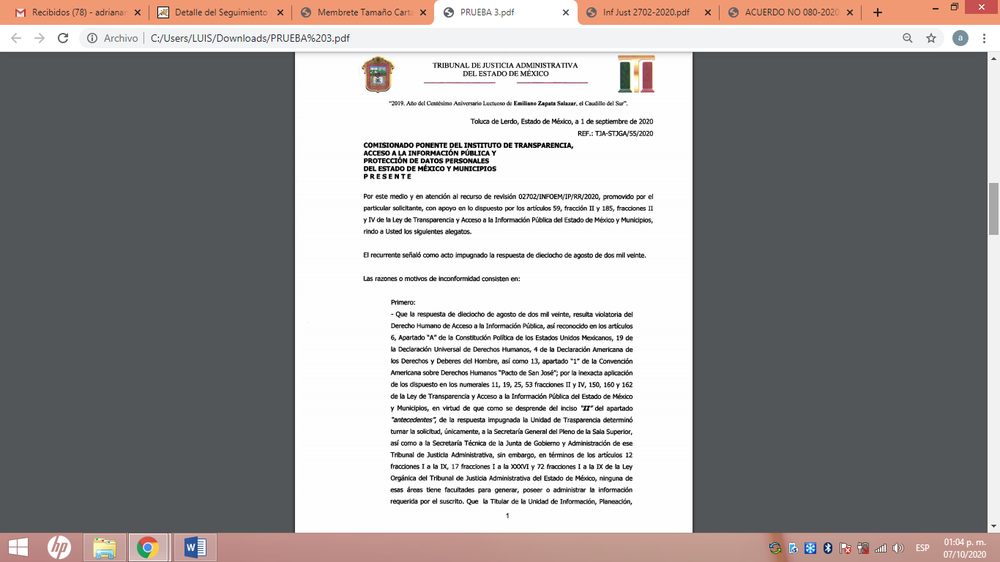 Recibidos (78) - adrianar
Detalle del Seguimiento
Membrete Tamaño Carta
PRUEBA 3.pdf
Inf Just 2702-2020.pdf
ACUERDO NO 080-2020
Archivo
C:/Users/LUIS/Downloads/PRUEBA%203.pdf
a
TRIBUNAL DE JUSTICIA ADMINISTRATIVA
DEL ESTADO DE MÉXICO
“2019. Año del Centésimo Aniversario Luctuoso de Emiliano Zapata Salazar, el Caudillo del Sur”.
Toluca de Lerdo, Estado de México, a 1 de septiembre de 2020
REF.: TJA-STJGA/55/2020
COMISIONADO PONENTE DEL INSTITUTO DE TRANSPARENCIA,
ACCESO A LA INFORMACIÓN PÚBLICA Y
PROTECCIÓN DE DATOS PERSONALES
DEL ESTADO DE MÉXICO Y MUNICIPIOS
P R E S E N T E
Por este medio y en atención al recurso de revisión 02702/INFOEM/IP/RR/2020, promovido por el
particular solicitante, con apoyo en lo dispuesto por los artículos 59, fracción II y 185, fracciones II
y IV de la Ley de Transparencia y Acceso a la Información Pública del Estado de México y Municipios,
rindo a Usted los siguientes alegatos.
El recurrente señaló como acto impugnado la respuesta de dieciocho de agosto de dos mil veinte.
Las razones o motivos de inconformidad consisten en:
Primero:
- Que la respuesta de dieciocho de agosto de dos mil veinte, resulta violatoria del
Derecho Humano de Acceso a la Información Pública, así reconocido en los artículos
6, Apartado “A” de la Constitución Política de los Estados Unidos Mexicanos, 19 de
la Declaración Universal de Derechos Humanos, 4 de la Declaración Americana de
los Derechos y Deberes del Hombre, así como 13, apartado “1” de la Convención
Americana sobre Derechos Humanos “Pacto de San José”; por la inexacta aplicación
de los dispuesto en los numerales 11, 19, 25, 53 fracciones II y IV, 150, 160 y 162
de la Ley de Transparencia y Acceso a la Información Pública del Estado de México
y Municipios, en virtud de que como se desprende del inciso “II” del apartado
“antecedentes”, de la respuesta impugnada la Unidad de Trasparencia determinó
turnar la solicitud, únicamente, a la Secretaría General del Pleno de la Sala Superior,
así como a la Secretaría Técnica de la Junta de Gobierno y Administración de ese
Tribunal de Justicia Administrativa, sin embargo, en términos de los artículos 12
fracciones I a la IX, 17 fracciones I a la XXXVI y 72 fracciones I a la IX de la Ley
Orgánica del Tribunal de Justicia Administrativa del Estado de México, ninguna de
esas áreas tiene facultades para generar, poseer o administrar la información
requerida por el suscrito. Que la Titular de la Unidad de Información, Planeación,
1
ESP
01:04 p. m.
07/10/2020